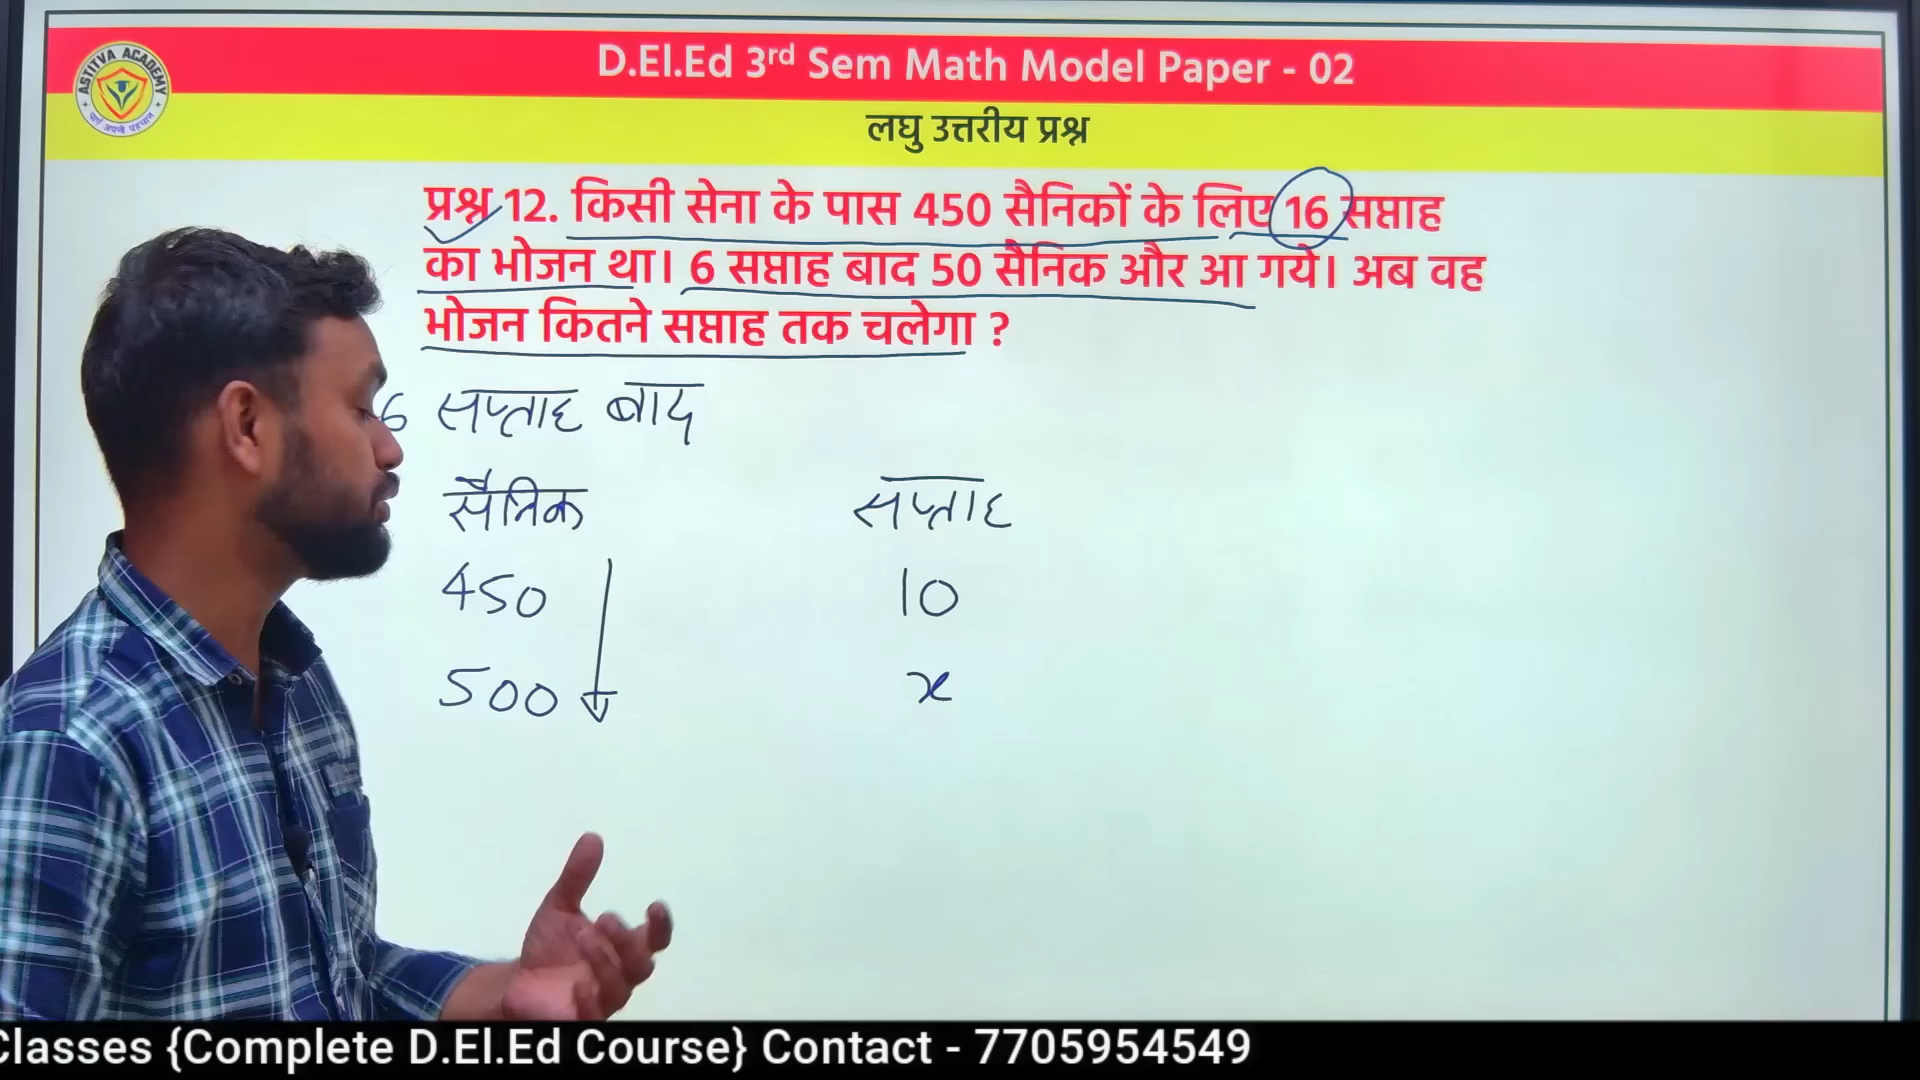 ASTITVA ACADEMY
D.El.Ed 3rd Sem Math Model Paper - 02
लघु उत्तरीय प्रश्न
प्रश्न 12. किसी सेना के पास 450 सैनिकों के लिए 16 सप्ताह
का भोजन था। 6 सप्ताह बाद 50 सैनिक और आ गये। अब वह
भोजन कितने सप्ताह तक चलेगा ?
6 सप्ताह बाद
सैनिक सप्ताह
450 10
500 x
Classes {Complete D.El.Ed Course} Contact - 7705954549